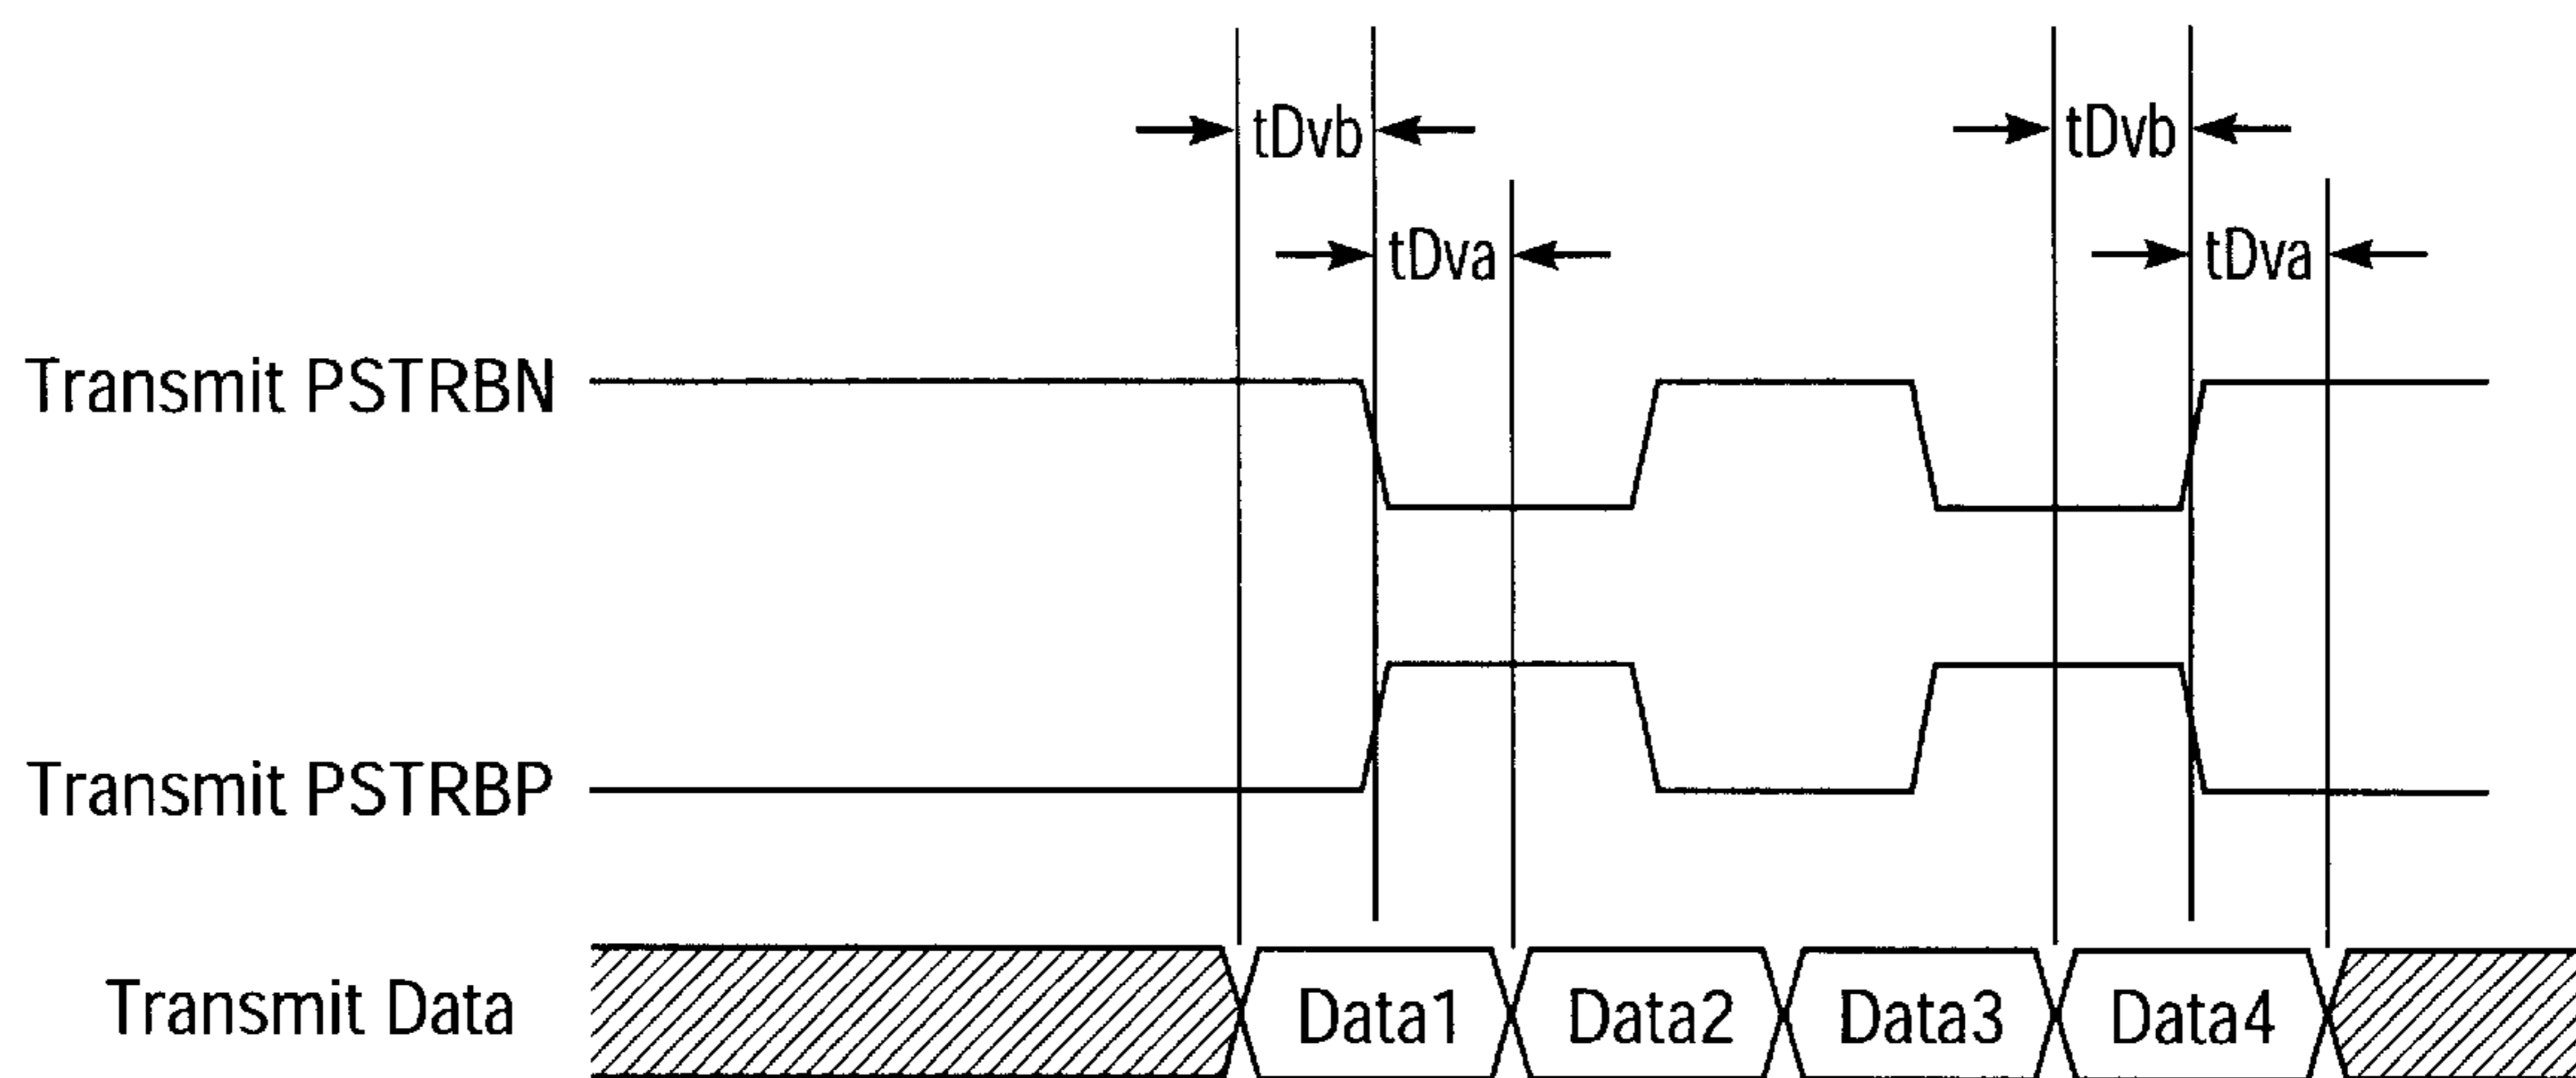 tDvb tDvb
tDva tDva
Transmit PSTRBN
Transmit PSTRBP
Transmit Data Data1 Data2 Data3 Data4